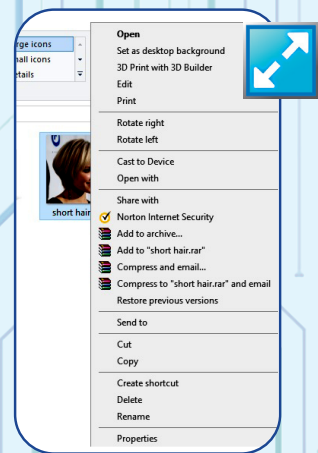 Open
rge icons
Set as desktop background
nall icons
3D Print with 3D Builder
etails
Edit
Print
Rotate right
Rotate left
Cast to Device
Open with
Share with
short hair
Norton Internet Security
Add to archive...
Add to "short hair.rar"
Compress and email...
Compress to "short hair.rar" and email
Restore previous versions
Send to
Cut
Copy
Create shortcut
Delete
Rename
Properties